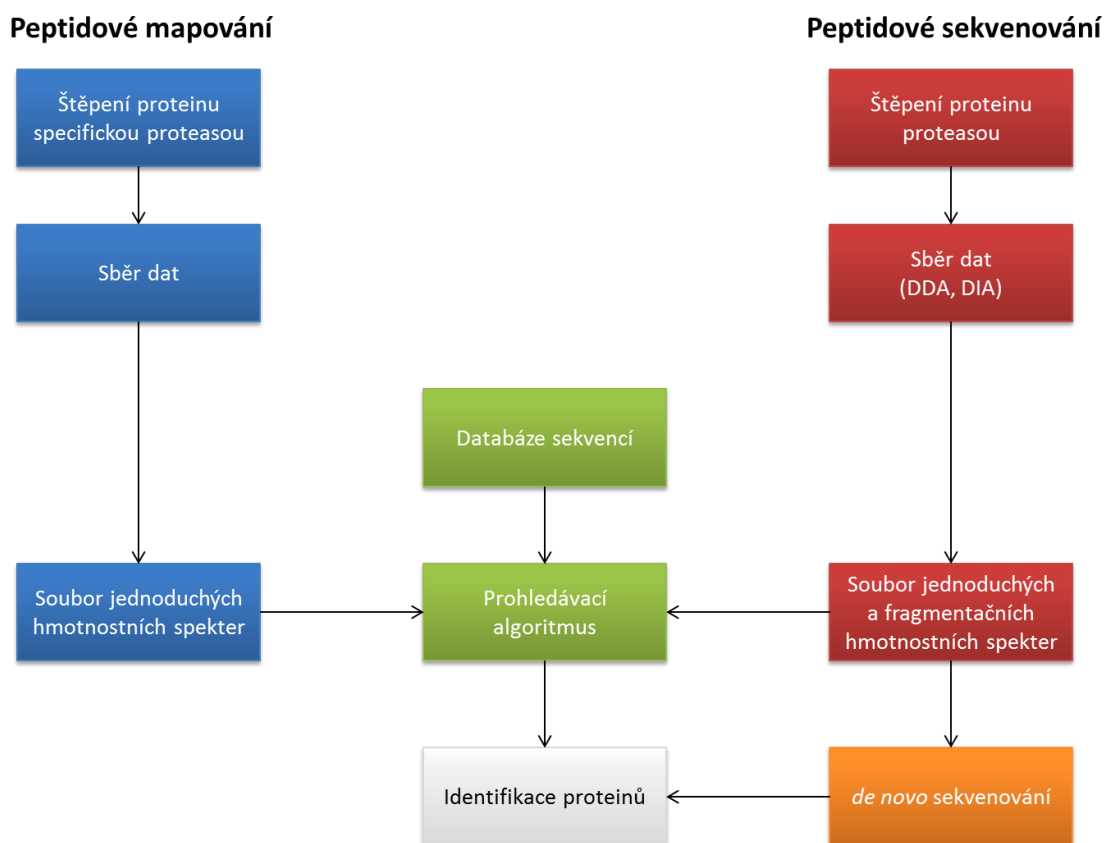 Peptidové mapování
Peptidové sekvenování
Štěpení proteinu
specifickou proteasou
Štěpení proteinu
proteasou
Sběr dat
Sběr dat
(DDA, DIA)
Databáze sekvencí
Soubor jednoduchých
hmotnostních spekter
Prohledávací
algoritmus
Soubor jednoduchých
a fragmentačních
hmotnostních spekter
Identifikace proteinů
de novo sekvenování